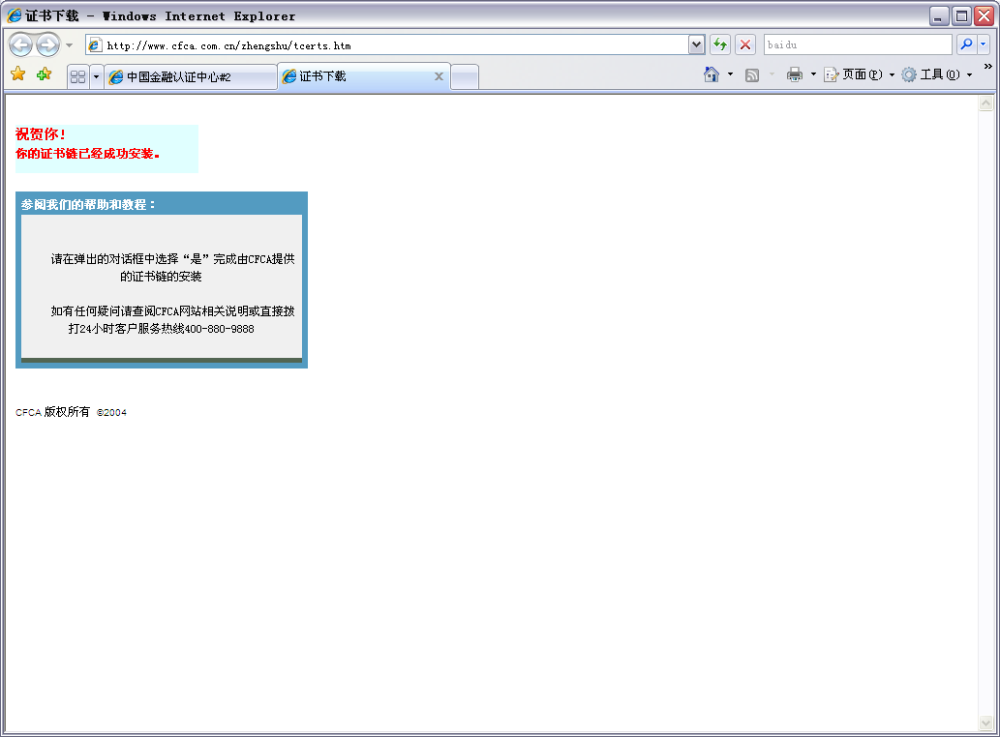 证书下载 - Windows Internet Explorer
http://www.cfca.com.cn/zhengshu/tcerts.htm
baidu
中国金融认证中心#2
证书下载
页面(P)
工具(O)
祝贺你！
你的证书链已经成功安装。
参阅我们的帮助和教程：
请在弹出的对话框中选择“是”完成由CFCA提供
的证书链的安装
如有任何疑问请查阅CFCA网站相关说明或直接拨
打24小时客户服务热线400-880-9888
CFCA 版权所有 ©2004